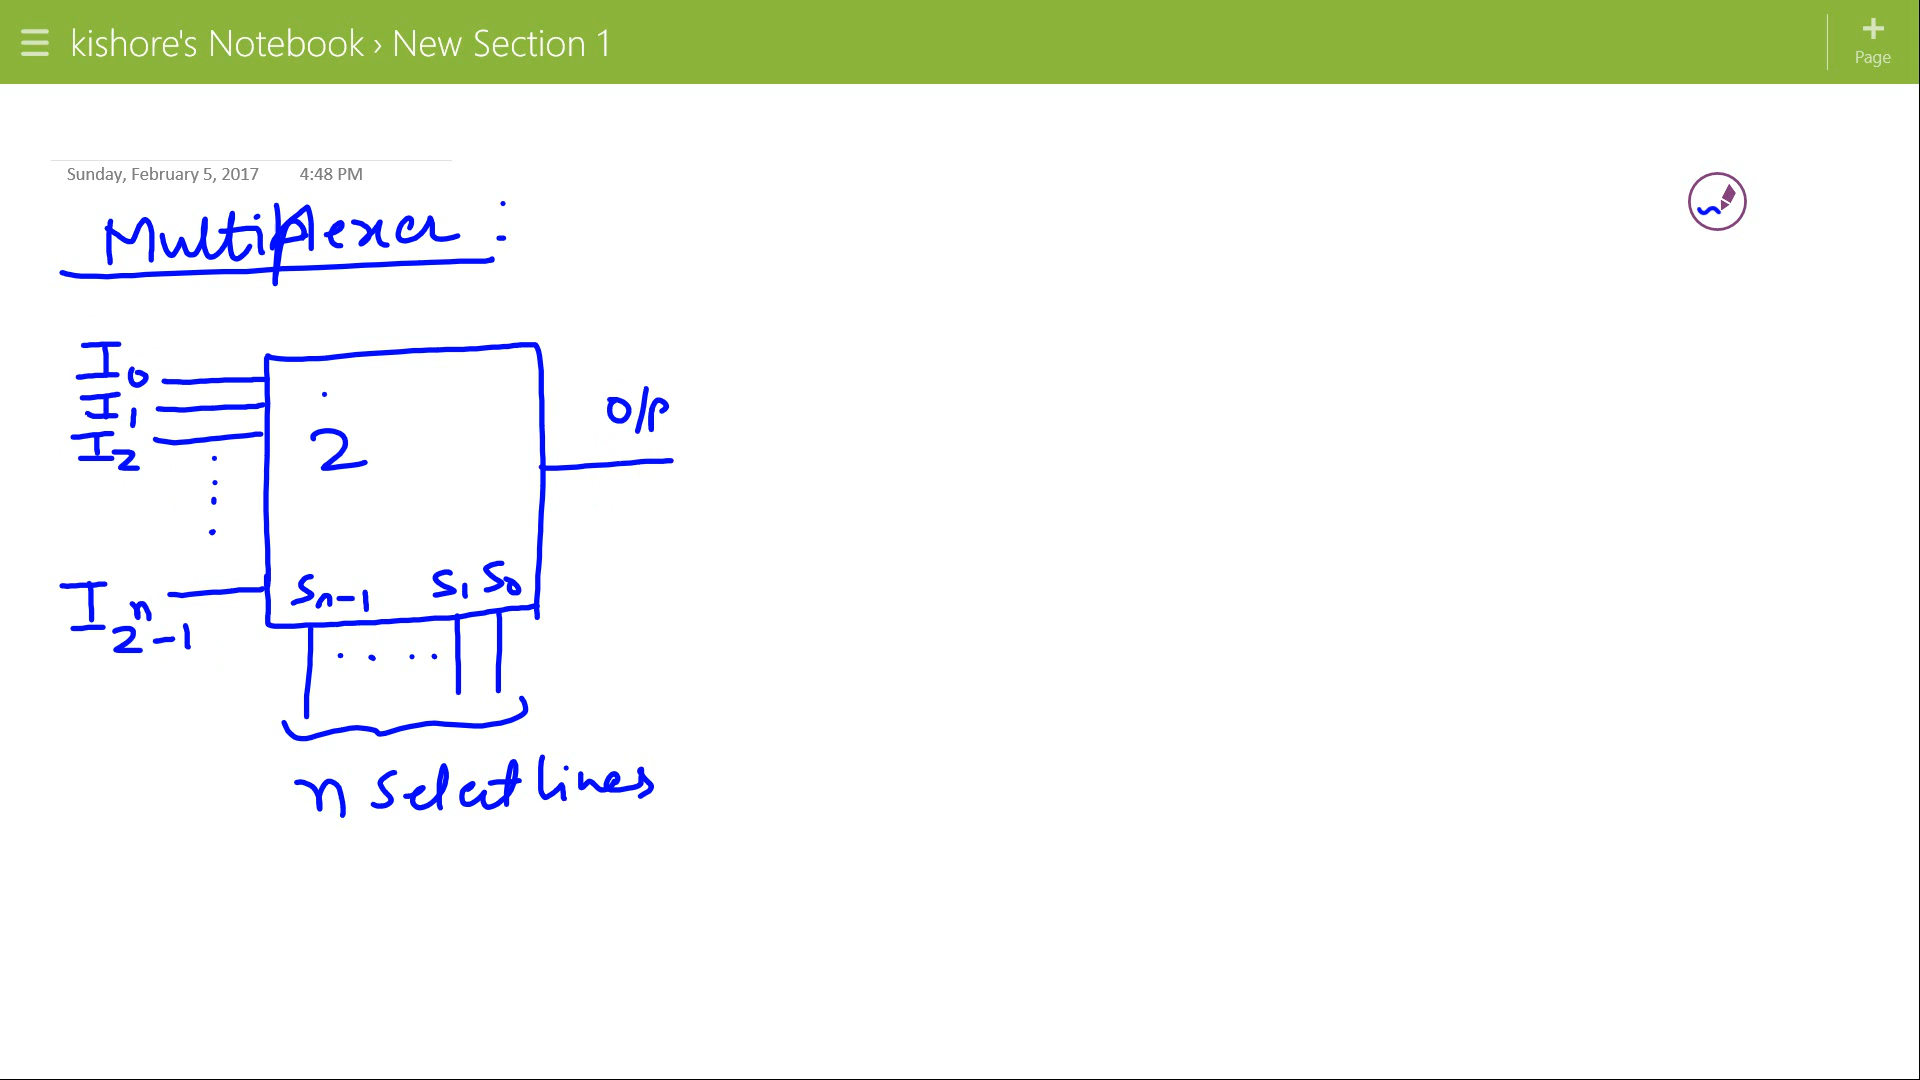 kishore's Notebook › New Section 1
Page
Sunday, February 5, 2017 4:48 PM
Multiplexer :
I0
I1
I2
2
O/P
I2^n-1
Sn-1 S1 S0
n select lines